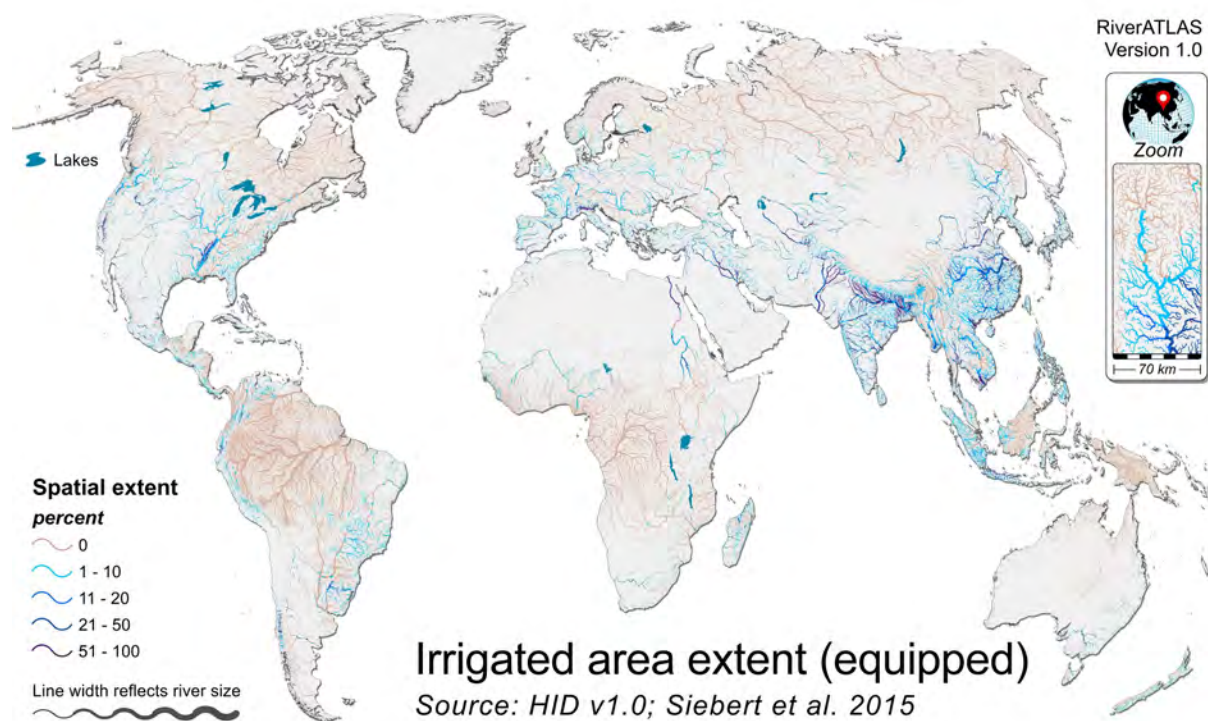 RiverATLAS
Version 1.0
Zoom
70 km
Lakes
Spatial extent
percent
0
1 - 10
11 - 20
21 - 50
51 - 100
Line width reflects river size
Irrigated area extent (equipped)
Source: HID v1.0; Siebert et al. 2015